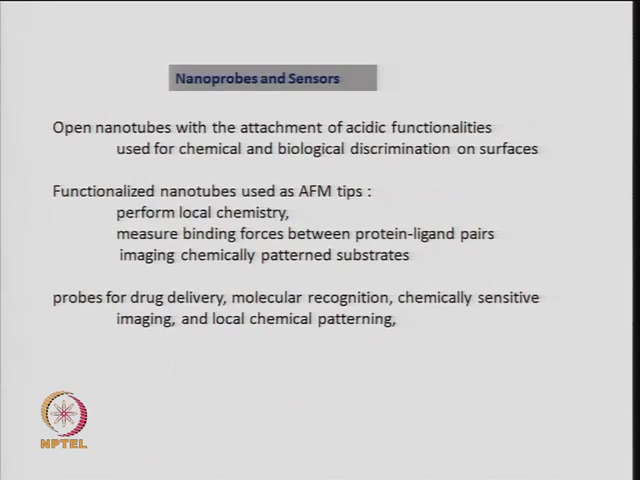 Nanoprobes and Sensors
Open nanotubes with the attachment of acidic functionalities
used for chemical and biological discrimination on surfaces
Functionalized nanotubes used as AFM tips :
perform local chemistry,
measure binding forces between protein-ligand pairs
imaging chemically patterned substrates
probes for drug delivery, molecular recognition, chemically sensitive
imaging, and local chemical patterning,
NPTEL